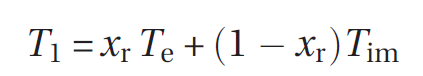 T₁ = xᵣ Tₑ + (1 − xᵣ)Tᵢₘ